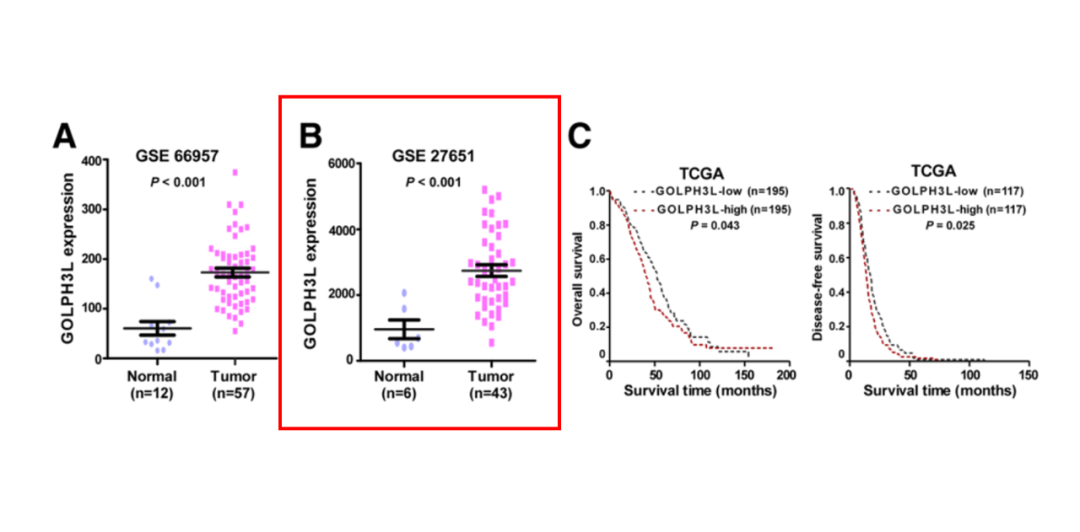 A
GSE 66957
P < 0.001
GOLPH3L expression
400
300
200
100
0
Normal
(n=12)
Tumor
(n=57)
B
GSE 27651
P < 0.001
GOLPH3L expression
6000
4000
2000
0
Normal
(n=6)
Tumor
(n=43)
C
TCGA
GOLPH3L-low (n=195)
GOLPH3L-high (n=195)
P = 0.043
Overall survival
1.0
0.8
0.6
0.4
0.2
0
0 50 100 150 200
Survival time (months)
TCGA
GOLPH3L-low (n=117)
GOLPH3L-high (n=117)
P = 0.025
Disease-free survival
1.0
0.8
0.6
0.4
0.2
0
0 50 100 150
Survival time (months)